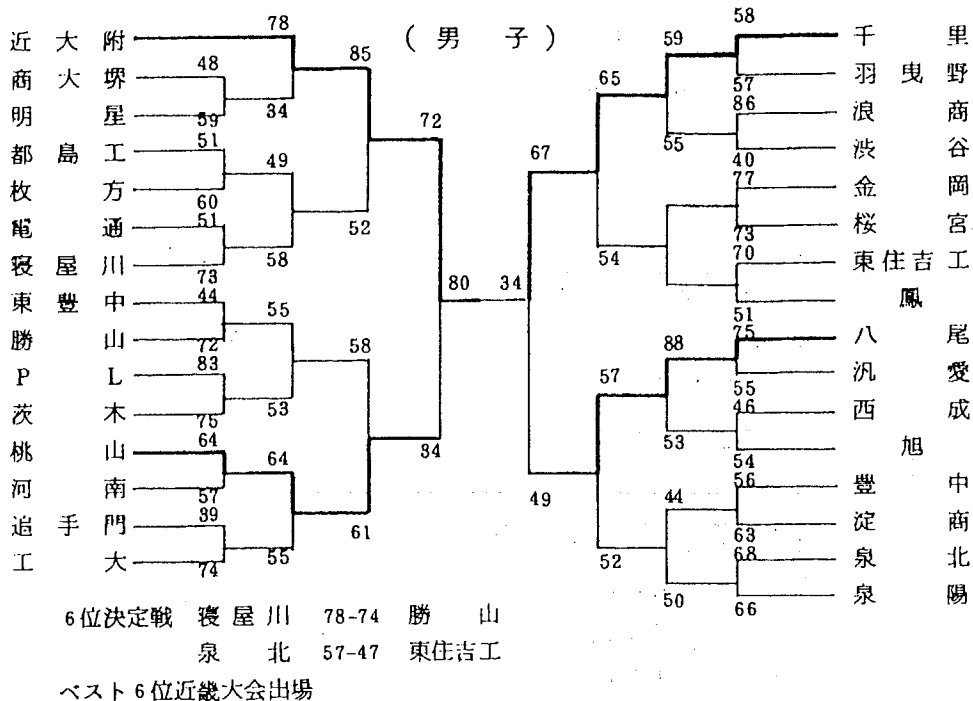 (男子)
78
58
近大附
85
59
千里
商大堺
48
65
57
羽曳野
明星
59
34
72
86
浪商
都島工
51
49
67
55
40
渋谷
枚方
60
77
金岡
電通
51
52
73
桜宮
寝屋川
73
58
54
70
東住吉工
東豊中
44
55
80
34
51
鳳
勝山
72
58
88
75
八尾
PL
83
57
55
汎愛
茨木
75
53
46
西成
桃山
64
64
84
53
54
旭
河南
57
49
44
56
豊中
追手門
39
61
63
淀商
工大
74
55
52
68
泉北
50
66
泉陽
6位決定戦 寝屋川 78-74 勝山
泉北 57-47 東住吉工
ベスト6位近畿大会出場